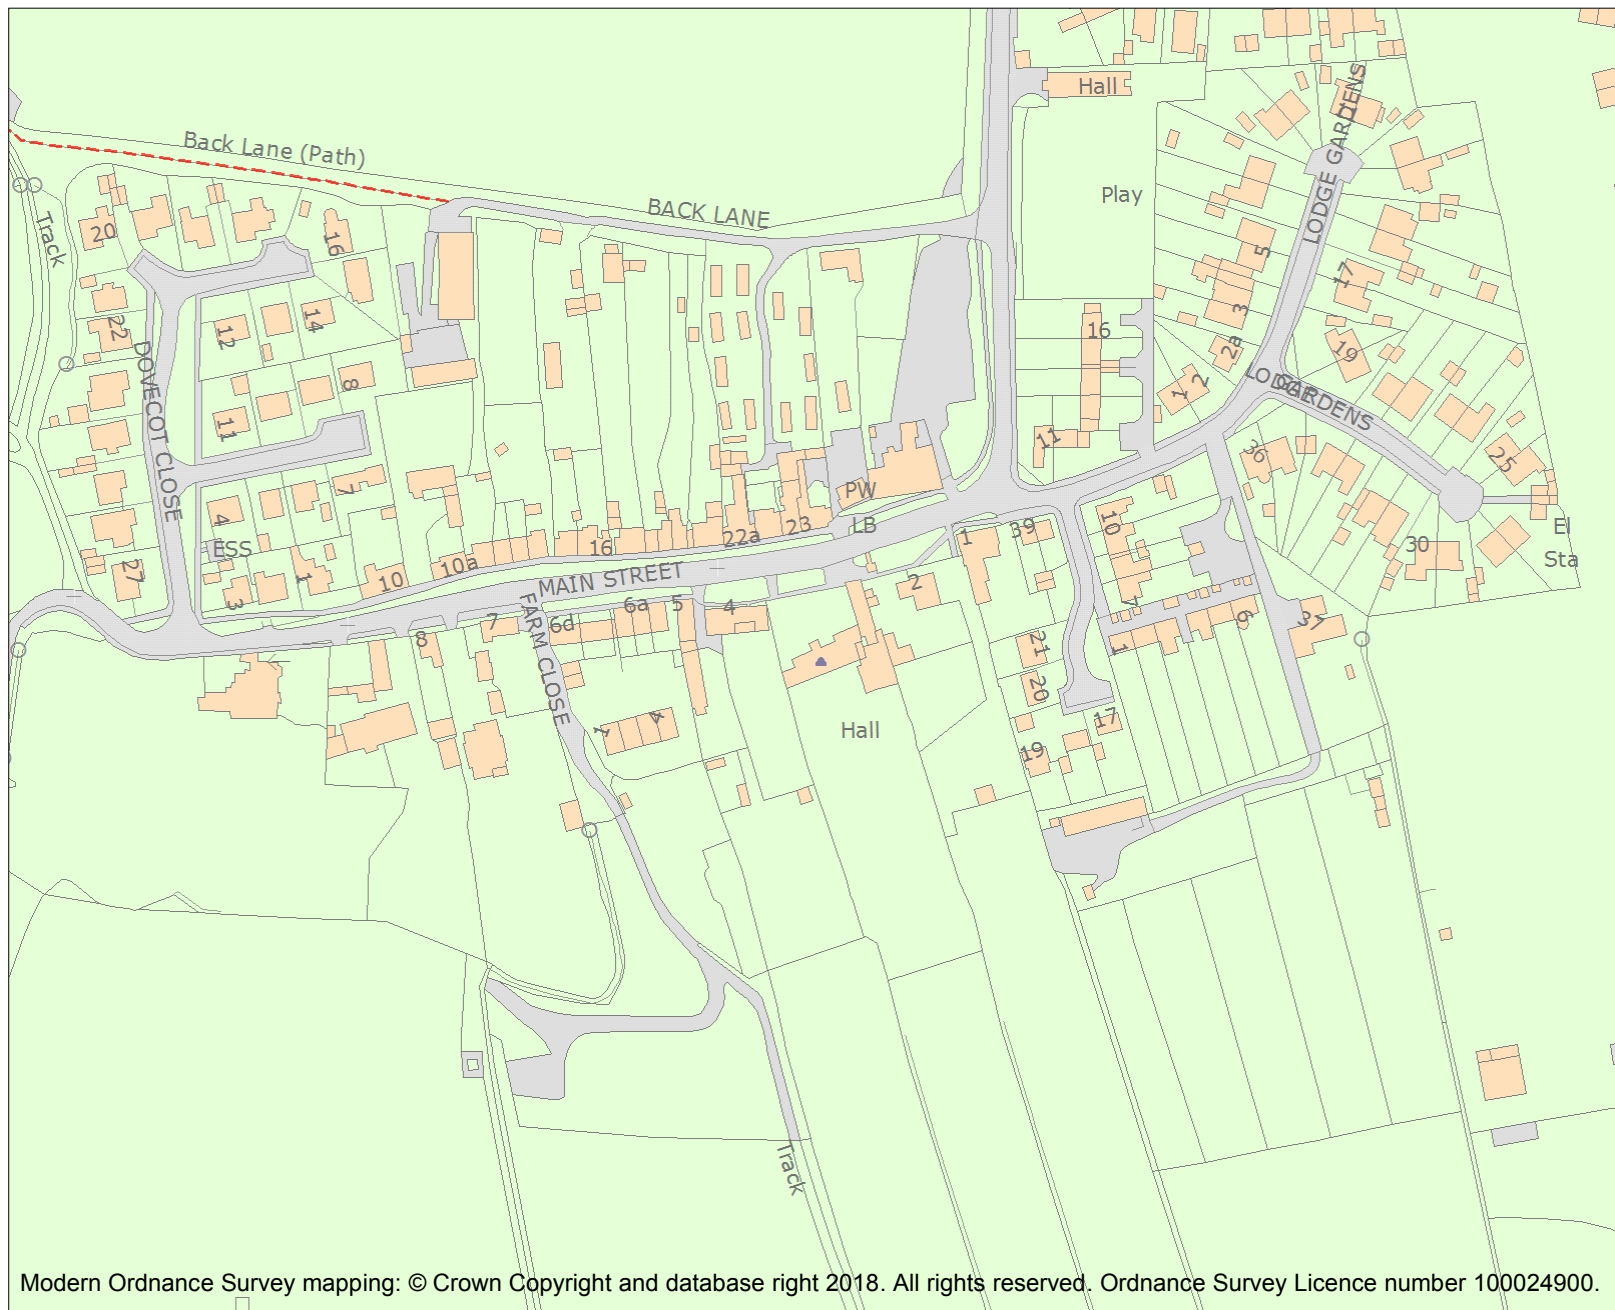 Hall
LODGE GARDENS
Back Lane (Path)
Play
BACK LANE
Track
20
16
5
17
22
12
14
16
3
2a
19
DOVECOT CLOSE
8
1
2
LODGE
GARDENS
11
11
36
25
7
PW
4
22a
23
LB
10
39
1
ESS
16
El
Sta
30
27
1
10
10a
MAIN STREET
2
3
7
6d
6a
5
4
7
6
37
8
FARM CLOSE
21
1
20
1
4
Hall
17
19
Track
Modern Ordnance Survey mapping: © Crown Copyright and database right 2018. All rights reserved. Ordnance Survey Licence number 100024900.